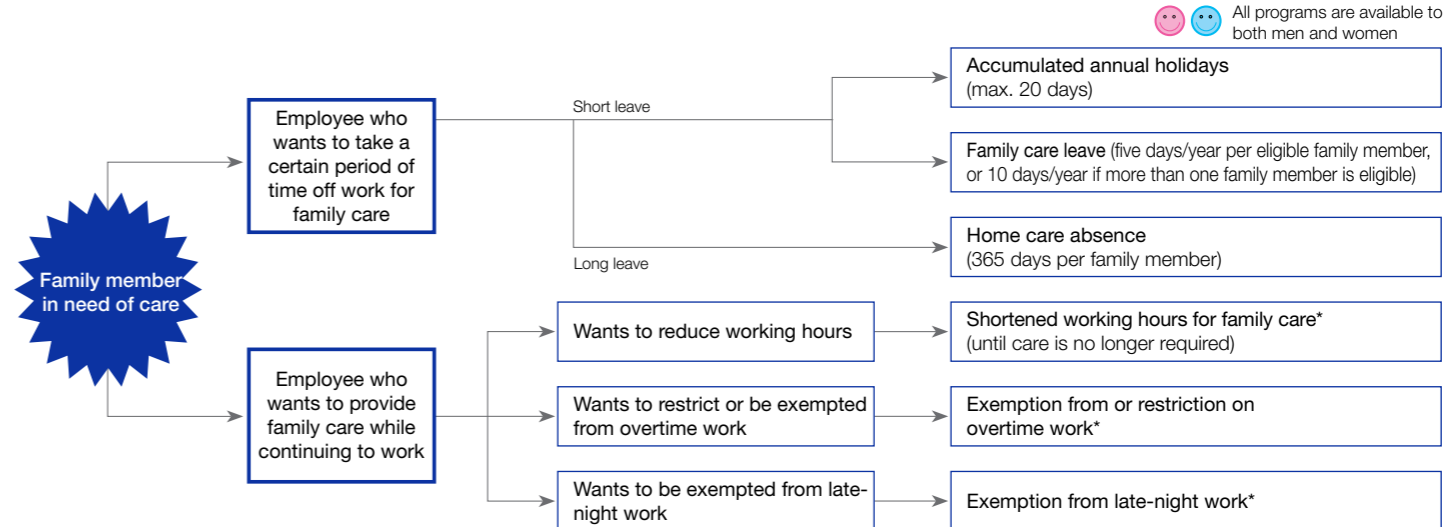 All programs are available to
both men and women
Family member
in need of care
Employee who
wants to take a
certain period of
time off work for
family care
Short leave
Long leave
Accumulated annual holidays
(max. 20 days)
Family care leave (five days/year per eligible family member,
or 10 days/year if more than one family member is eligible)
Home care absence
(365 days per family member)
Employee who
wants to provide
family care while
continuing to work
Wants to reduce working hours
Shortened working hours for family care*
(until care is no longer required)
Wants to restrict or be exempted
from overtime work
Exemption from or restriction on
overtime work*
Wants to be exempted from late-
night work
Exemption from late-night work*